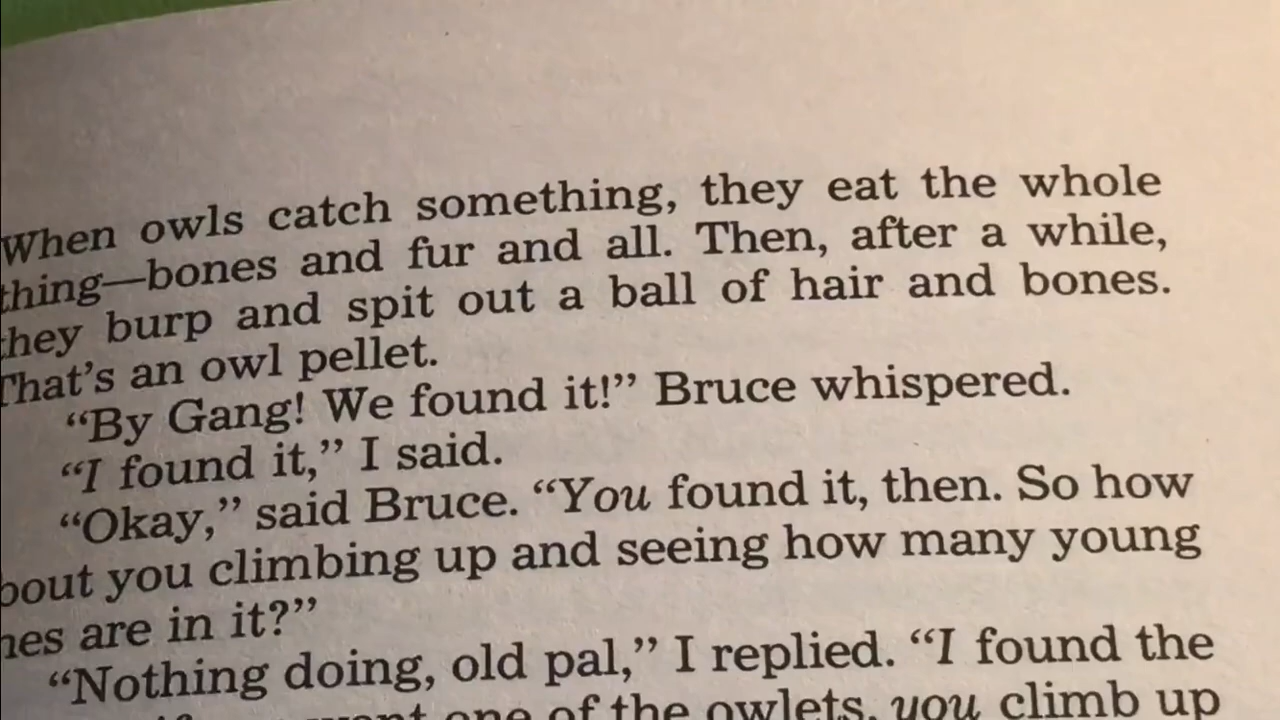 When owls catch something, they eat the whole
thing—bones and fur and all. Then, after a while,
they burp and spit out a ball of hair and bones.
That's an owl pellet.
“By Gang! We found it!” Bruce whispered.
“I found it,” I said.
“Okay,” said Bruce. “You found it, then. So how
bout you climbing up and seeing how many young
nes are in it?”
“Nothing doing, old pal,” I replied. “I found the
one of the owlets, you climb up